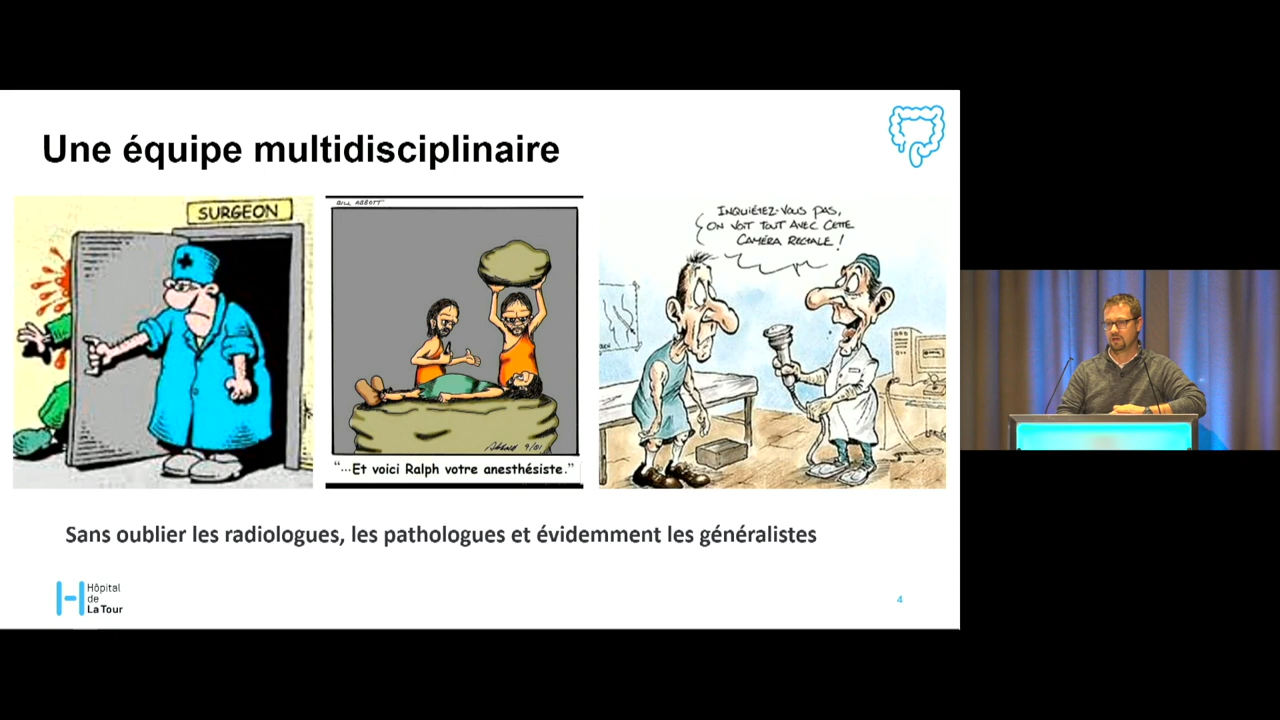 Une équipe multidisciplinaire
SURGEON
BILL ABBOTT
"...Et voici Ralph votre anesthésiste."
INQUIÉTEZ-VOUS PAS,
ON VOIT TOUT AVEC CETTE
CAMÉRA RECTALE !
Sans oublier les radiologues, les pathologues et évidemment les généralistes
Hôpital
de
La Tour
4